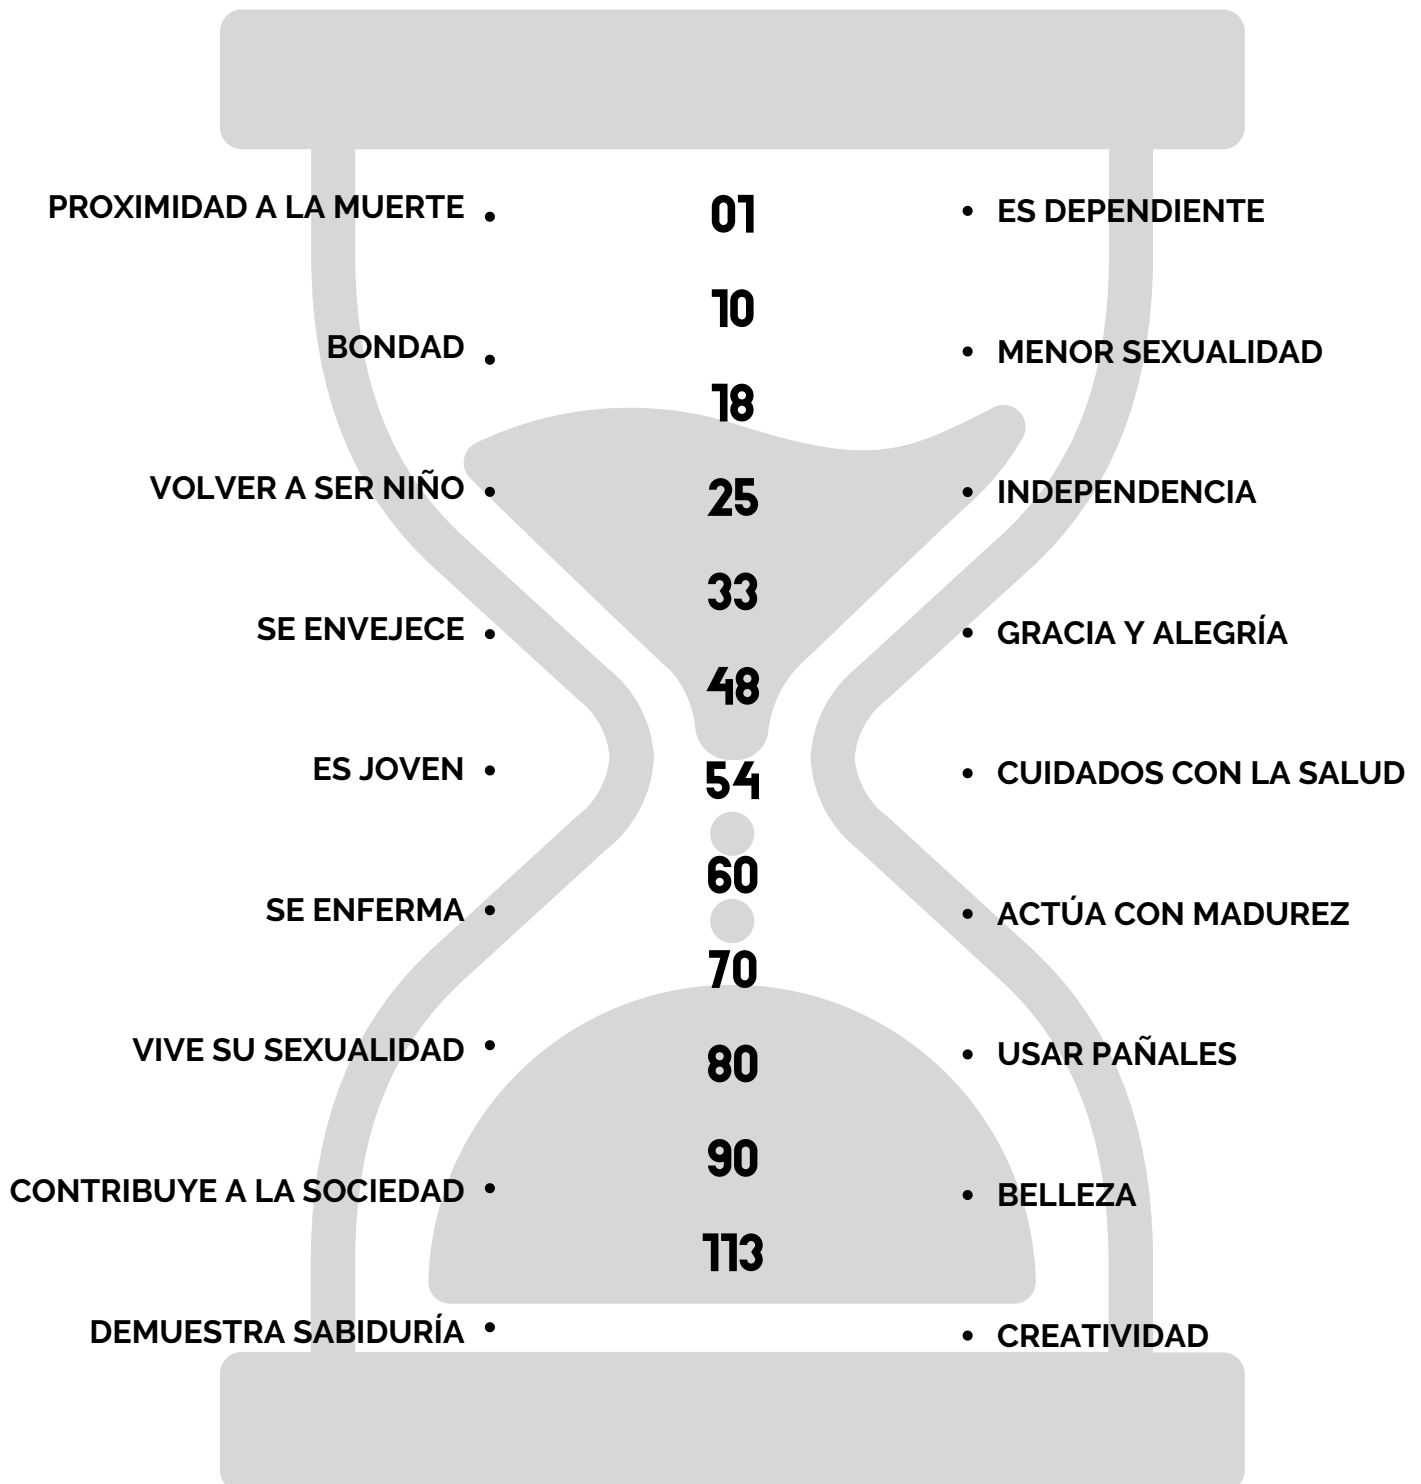 PROXIMIDAD A LA MUERTE •
BONDAD •
VOLVER A SER NIÑO •
SE ENVEJECE •
ES JOVEN •
SE ENFERMA •
VIVE SU SEXUALIDAD •
CONTRIBUYE A LA SOCIEDAD •
DEMUESTRA SABIDURÍA •
01
10
18
25
33
48
54
60
70
80
90
113
• ES DEPENDIENTE
• MENOR SEXUALIDAD
• INDEPENDENCIA
• GRACIA Y ALEGRÍA
• CUIDADOS CON LA SALUD
• ACTÚA CON MADUREZ
• USAR PAÑALES
• BELLEZA
• CREATIVIDAD